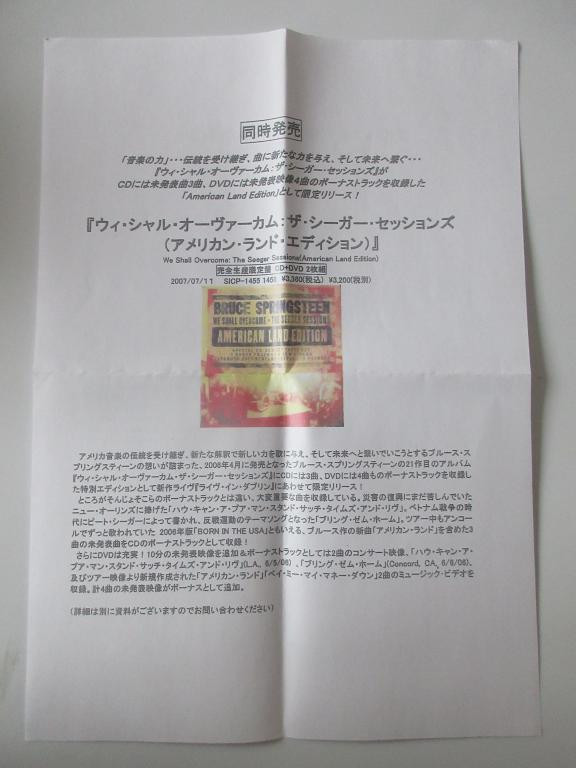 同時発売
「音楽の力」･･･伝統を受け継ぎ、曲に新たな力を与え、そして未来へ繋ぐ･･･
『ウィ・シャル・オーヴァーカム：ザ・シーガー・セッションズ』が
CDには未発表曲3曲、DVDには未発表映像4曲のボーナストラックを収録した
「American Land Edition」として限定リリース！
『ウィ・シャル・オーヴァーカム：ザ・シーガー・セッションズ
（アメリカン・ランド・エディション）』
We Shall Overcome: The Seeger Sessions(American Land Edition)
完全生産限定盤 CD+DVD 2枚組
2007/07/11 SICP-1455 1456 ¥3,360(税込) ¥3,200(税別)
BRUCE SPRINGSTEEN
WE SHALL OVERCOME THE SEEGER SESSIONS
AMERICAN LAND EDITION
アメリカ音楽の伝統を受け継ぎ、新たな解釈で新しい力を歌に与え、そして未来へと繋いでいこうとするブルース・ス
プリングスティーンの想いが詰まった、2006年4月に発売となったブルース・スプリングスティーンの21作目のアルバム
『ウィ・シャル・オーヴァーカム・ザ・シーガー・セッションズ』にCDには3曲、DVDには4曲ものボーナストラックを収録し
た特別エディションとして新作ライヴ『ライヴ・イン・ダブリン』にあわせて限定リリース！
ところがそんじょそこらのボーナストラックとは違い、大変重要な曲を収録している。災害の復興にまだ苦しんでいた
ニュー・オーリンズに捧げた「ハウ・キャン・ア・プア・マン・スタンド・サッチ・タイムズ・アンド・リヴ」。ベトナム戦争の時
代にピート・シーガーによって書かれ、反戦運動のテーマソングとなった「ブリング・ゼム・ホーム」。ツアー中もアンコー
ルでずっと歌われていた 2006年版「BORN IN THE USA」ともいえる、ブルース作の新曲「アメリカン・ランド」を含めた3
曲の未発表曲をCDのボーナストラックとして収録！
さらにDVDは充実！10分の未発表映像を追加＆ボーナストラックとしては2曲のコンサート映像、「ハウ・キャン・ア・
プア・マン・スタンド・サッチ・タイムズ・アンド・リヴ」(L.A, 6/5/06)、「ブリング・ゼム・ホーム」(Concord, CA, 6/6/06)、
及びツアー映像より新規作成された「アメリカン・ランド」「ペイ・ミー・マイ・マネー・ダウン」2曲のミュージック・ビデオを
収録。計4曲の未発表映像がボーナスとして追加。
（詳細は別に資料がございますのでお問い合わせください）